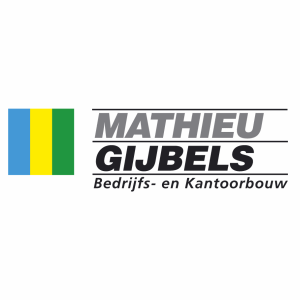 MATHIEU
GIJBELS
Bedrijfs- en Kantoorbouw